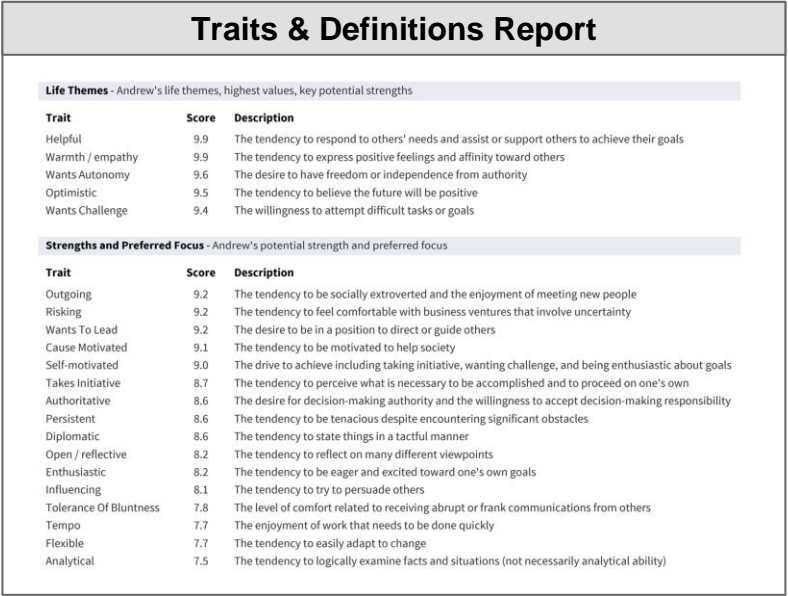 Traits & Definitions Report
Life Themes - Andrew's life themes, highest values, key potential strengths
Trait Score Description
Helpful 9.9 The tendency to respond to others' needs and assist or support others to achieve their goals
Warmth / empathy 9.9 The tendency to express positive feelings and affinity toward others
Wants Autonomy 9.6 The desire to have freedom or independence from authority
Optimistic 9.5 The tendency to believe the future will be positive
Wants Challenge 9.4 The willingness to attempt difficult tasks or goals
Strengths and Preferred Focus - Andrew's potential strength and preferred focus
Trait Score Description
Outgoing 9.2 The tendency to be socially extroverted and the enjoyment of meeting new people
Risking 9.2 The tendency to feel comfortable with business ventures that involve uncertainty
Wants To Lead 9.2 The desire to be in a position to direct or guide others
Cause Motivated 9.1 The tendency to be motivated to help society
Self-motivated 9.0 The drive to achieve including taking initiative, wanting challenge, and being enthusiastic about goals
Takes Initiative 8.7 The tendency to perceive what is necessary to be accomplished and to proceed on one's own
Authoritative 8.6 The desire for decision-making authority and the willingness to accept decision-making responsibility
Persistent 8.6 The tendency to be tenacious despite encountering significant obstacles
Diplomatic 8.6 The tendency to state things in a tactful manner
Open / reflective 8.2 The tendency to reflect on many different viewpoints
Enthusiastic 8.2 The tendency to be eager and excited toward one's own goals
Influencing 8.1 The tendency to try to persuade others
Tolerance Of Bluntness 7.8 The level of comfort related to receiving abrupt or frank communications from others
Tempo 7.7 The enjoyment of work that needs to be done quickly
Flexible 7.7 The tendency to easily adapt to change
Analytical 7.5 The tendency to logically examine facts and situations (not necessarily analytical ability)